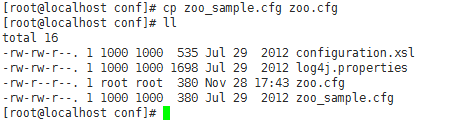 [root@localhost conf]# cp zoo_sample.cfg zoo.cfg
[root@localhost conf]# ll
total 16
-rw-rw-r--. 1 1000 1000  535 Jul 29  2012 configuration.xsl
-rw-rw-r--. 1 1000 1000 1698 Jul 29  2012 log4j.properties
-rw-r--r--. 1 root root  380 Nov 28 17:43 zoo.cfg
-rw-rw-r--. 1 1000 1000  380 Jul 29  2012 zoo_sample.cfg
[root@localhost conf]#